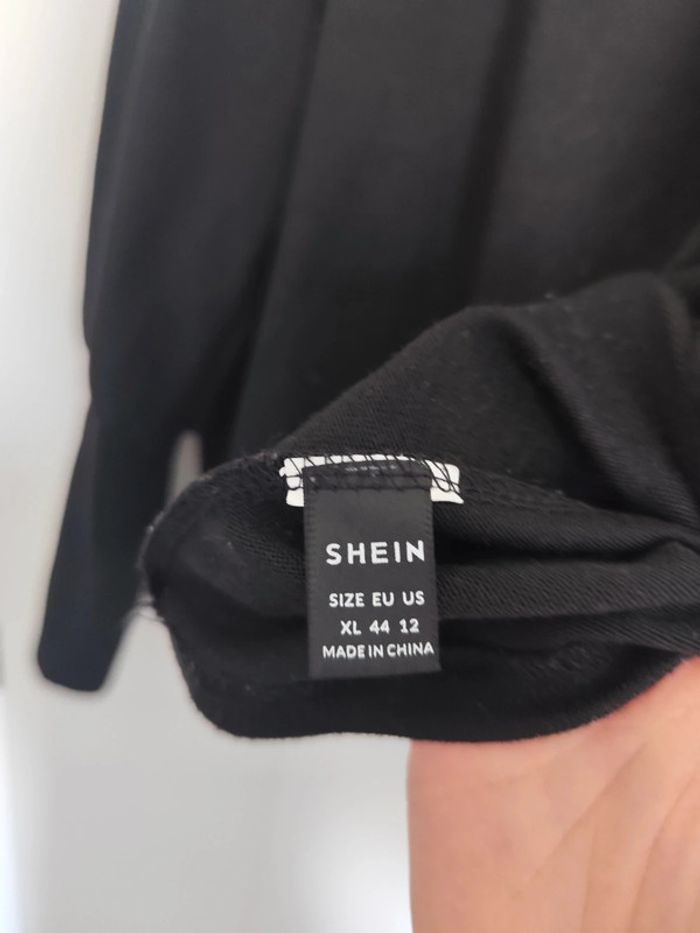 SHEIN
SIZE EU US
XL 44 12
MADE IN CHINA